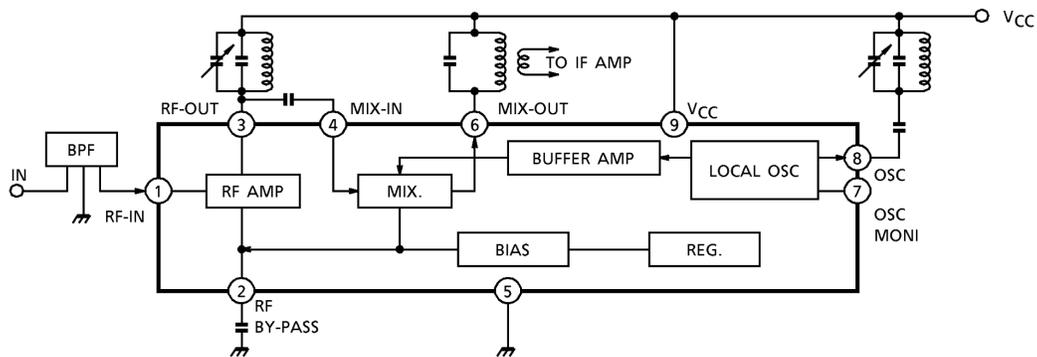 VCC
TO IF AMP
RF-OUT
MIX-IN
MIX-OUT
VCC
3
4
6
9
BPF
BUFFER AMP
LOCAL OSC
8
OSC
IN
1
RF AMP
MIX.
7
RF-IN
OSC
MONI
BIAS
REG.
2
5
RF
BY-PASS